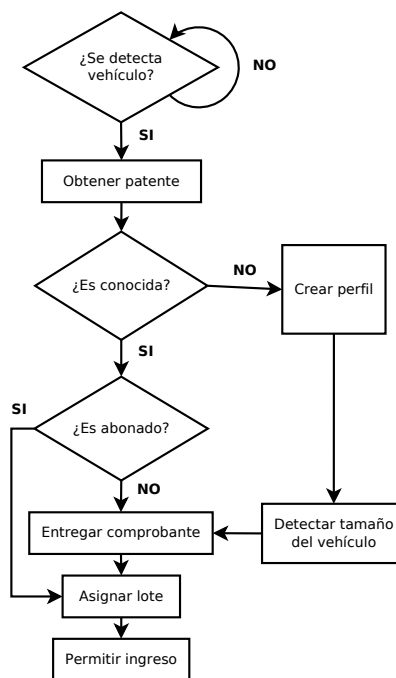 ¿Se detecta
vehículo?
NO
SI
Obtener patente
¿Es conocida?
NO
Crear perfil
SI
SI
¿Es abonado?
NO
Entregar comprobante
Detectar tamaño
del vehículo
Asignar lote
Permitir ingreso